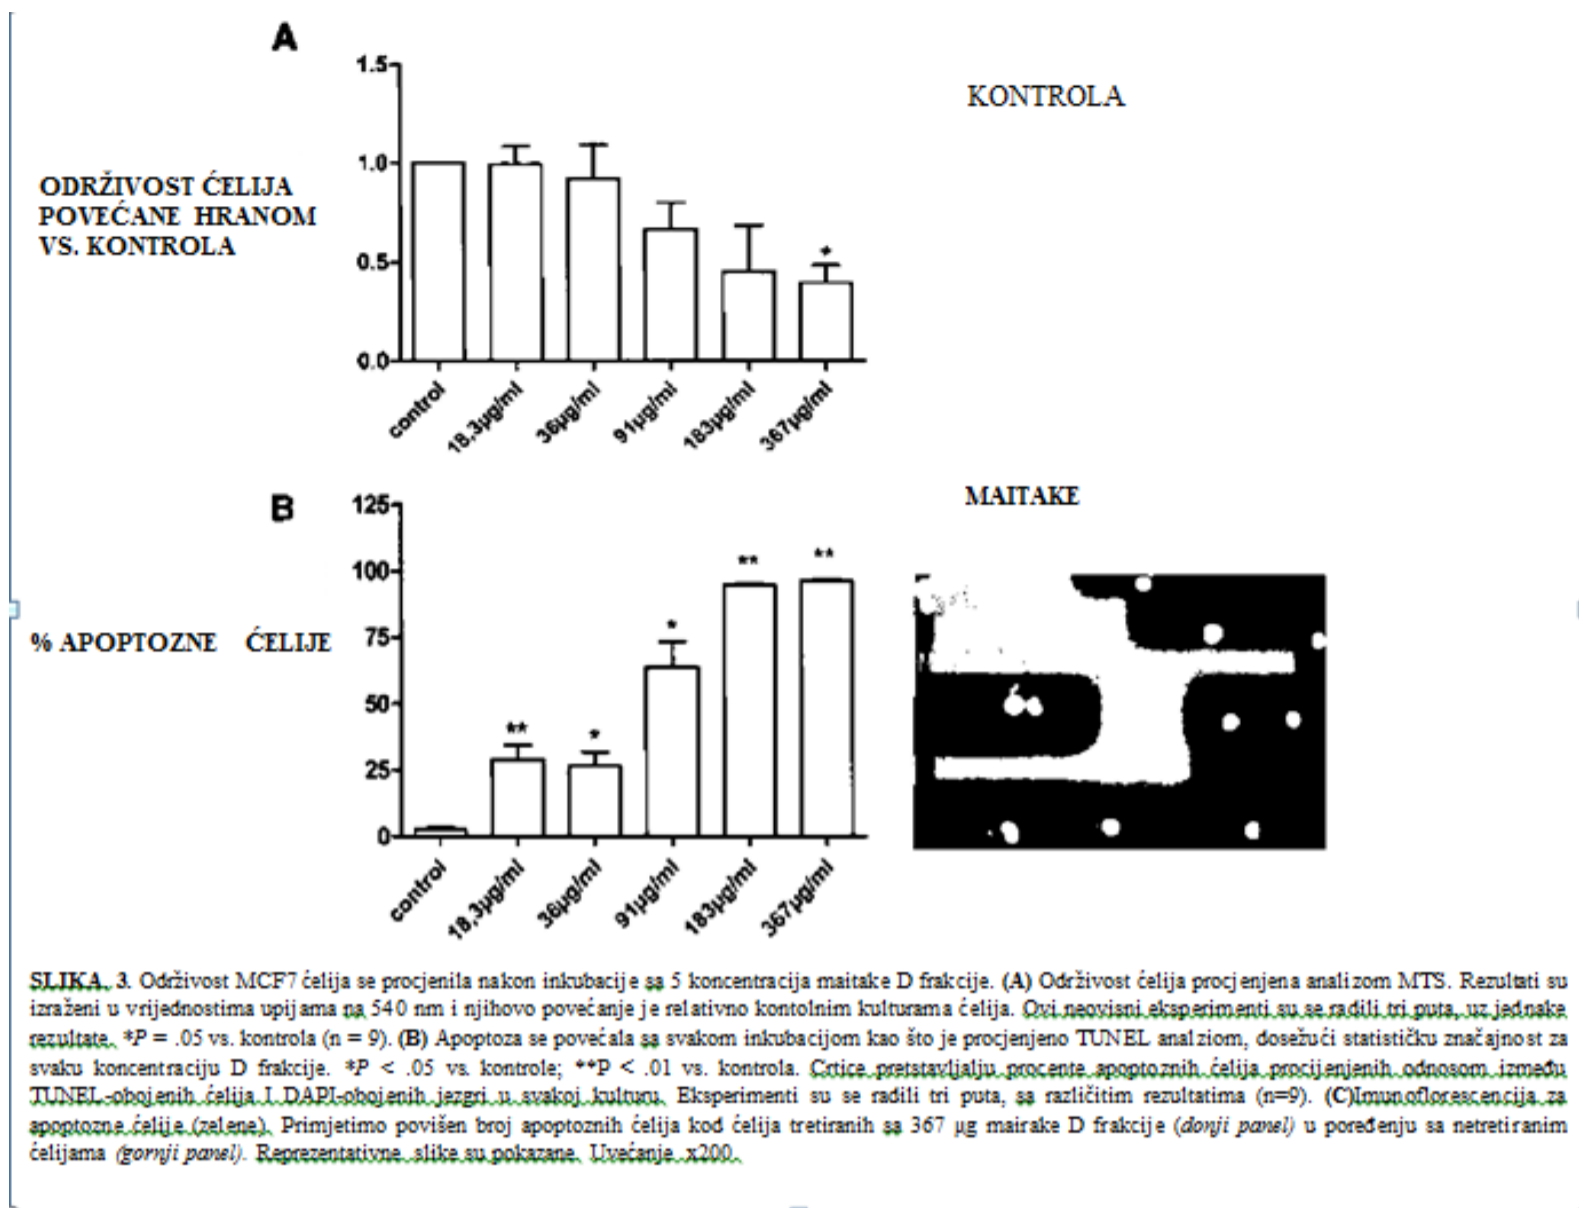 A
1.5
1.0
0.5
0.0
ODRŽIVOST ĆELIJA
POVEĆANE HRANOM
VS. KONTROLA
control
18,3µg/ml
36µg/ml
91µg/ml
183µg/ml
367µg/ml
*
KONTROLA
B
125
100
75
50
25
0
% APOPTOZNE ĆELIJE
**
*
*
**
**
control
18,3µg/ml
36µg/ml
91µg/ml
183µg/ml
367µg/ml
MAITAKE
SLIKA. 3. Održivost MCF7 ćelija se procjenila nakon inkubacije sa 5 koncentracija maitake D frakcije. (A) Održivost ćelija procjenjena analizom MTS. Rezultati su
izraženi u vrijednostima upijama na 540 nm i njihovo povećanje je relativno kontolnim kulturama ćelija. Ovi neovisni eksperimenti su se radili tri puta, uz jednake
rezultate. *P = .05 vs. kontrola (n = 9). (B) Apoptoza se povećala sa svakom inkubacijom kao što je procjenjeno TUNEL analziom, dosežući statističku značajnost za
svaku koncentraciju D frakcije. *P < .05 vs. kontrole; **P < .01 vs. kontrola. Crtice pretstavljalju procente apoptoznih ćelija procijenjenih odnosom između
TUNEL-obojenih ćelija I DAPI-obojenih jezgri u svakoj kulturu. Eksperimenti su se radili tri puta, sa različitim rezultatima (n=9). (C)Imunoflorescencija za
apoptozne ćelije (zelene). Primjetimo povišen broj apoptoznih ćelija kod ćelija tretiranih sa 367 µg mairake D frakcije (donji panel) u poređenju sa netretiranim
ćelijama (gornji panel). Reprezentativne slike su pokazane. Uvećanje x200.